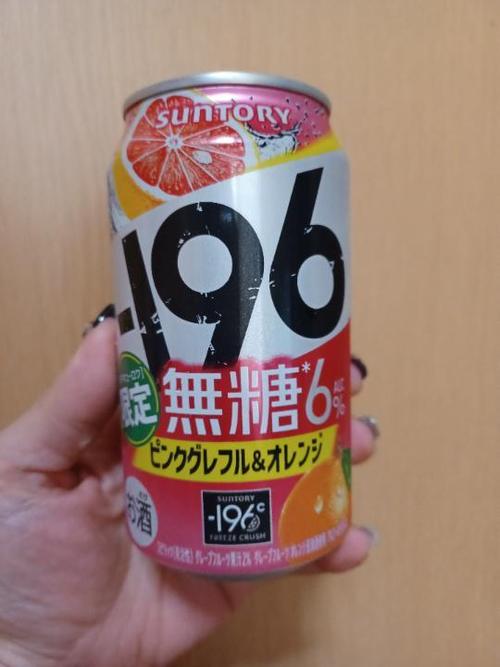 SUNTORY
-196
限定
無糖*6 ALC. %
ピンクグレフル&オレンジ
お酒
SUNTORY
-196℃
FREEZE CRUSH